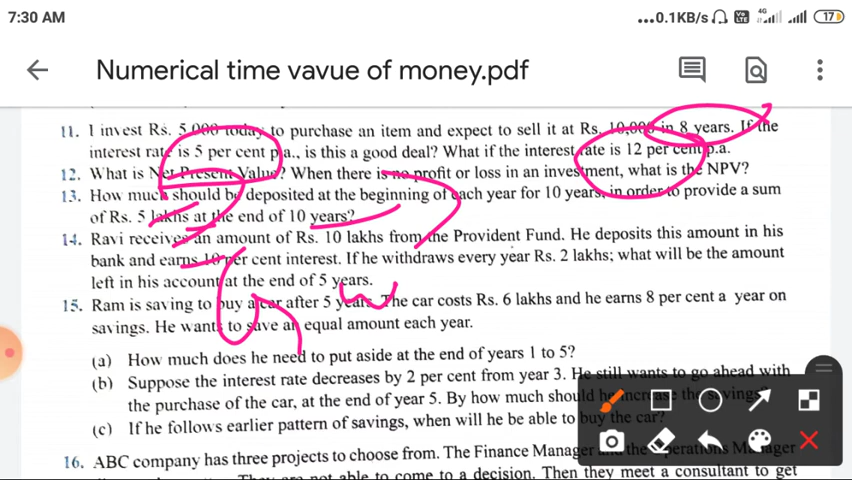 7:30 AM
...0.1KB/s
Vo LTE
4G
17
Numerical time vavue of money.pdf
11. I invest Rs. 5,000 today to purchase an item and expect to sell it at Rs. 10,000 in 8 years. If the
interest rate is 5 per cent p.a., is this a good deal? What if the interest rate is 12 per cent p.a.
12. What is Net Present Value? When there is no profit or loss in an investment, what is the NPV?
13. How much should be deposited at the beginning of each year for 10 years, in order to provide a sum
of Rs. 5 lakhs at the end of 10 years?
14. Ravi receives an amount of Rs. 10 lakhs from the Provident Fund. He deposits this amount in his
bank and earns 10 per cent interest. If he withdraws every year Rs. 2 lakhs; what will be the amount
left in his account at the end of 5 years.
15. Ram is saving to buy a car after 5 years. The car costs Rs. 6 lakhs and he earns 8 per cent a year on
savings. He wants to save an equal amount each year.
(a) How much does he need to put aside at the end of years 1 to 5?
(b) Suppose the interest rate decreases by 2 per cent from year 3. He still wants to go ahead with
the purchase of the car, at the end of year 5. By how much should he increase the savings?
(c) If he follows earlier pattern of savings, when will he be able to buy the car?
16. ABC company has three projects to choose from. The Finance Manager and the Operations Manager
are not able to come to a decision. Then they meet a consultant to get